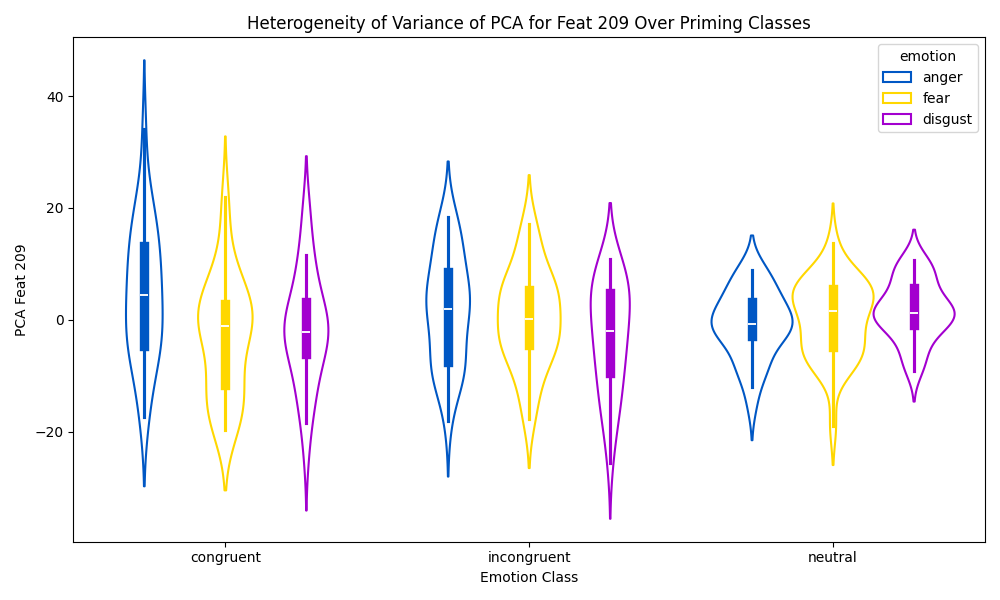 Heterogeneity of Variance of PCA for Feat 209 Over Priming Classes
emotion
anger
fear
disgust
PCA Feat 209
40
20
0
−20
congruent
incongruent
neutral
Emotion Class